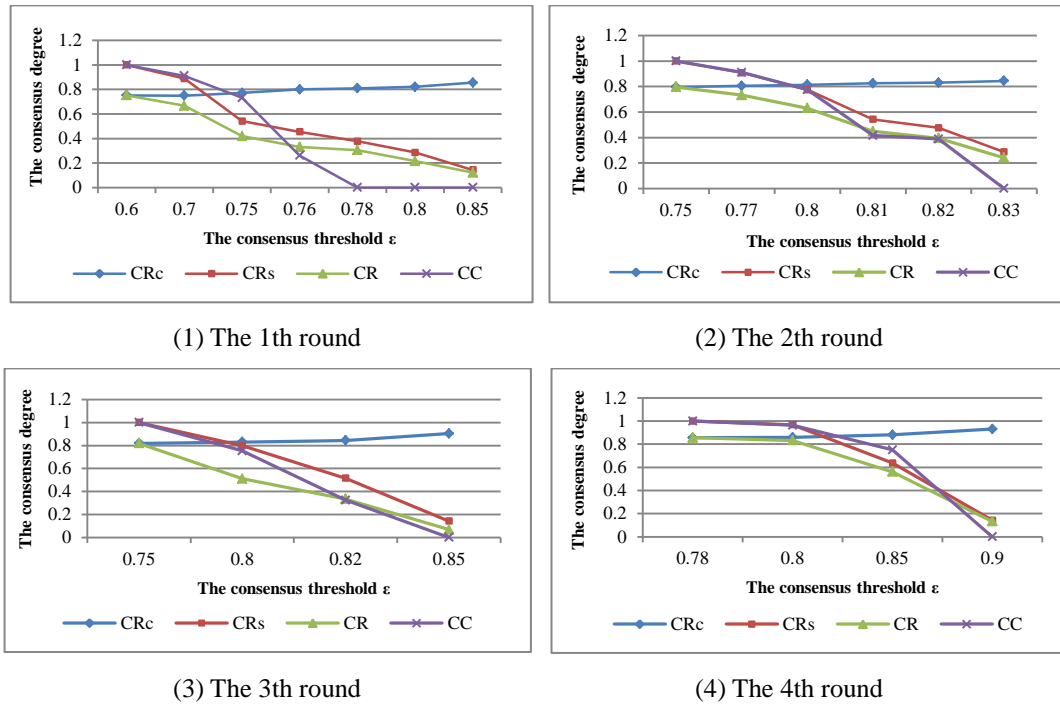 The consensus degree
1.2
1
0.8
0.6
0.4
0.2
0
0.6 0.7 0.75 0.76 0.78 0.8 0.85
The consensus threshold ε
CRc CRs CR CC
(1) The 1th round
The consensus degree
1.2
1
0.8
0.6
0.4
0.2
0
0.75 0.77 0.8 0.81 0.82 0.83
The consensus threshold ε
CRc CRs CR CC
(2) The 2th round
The consensus degree
1.2
1
0.8
0.6
0.4
0.2
0
0.75 0.8 0.82 0.85
The consensus threshold ε
CRc CRs CR CC
(3) The 3th round
The consensus degree
1.2
1
0.8
0.6
0.4
0.2
0
0.78 0.8 0.85 0.9
The consensus threshold ε
CRc CRs CR CC
(4) The 4th round